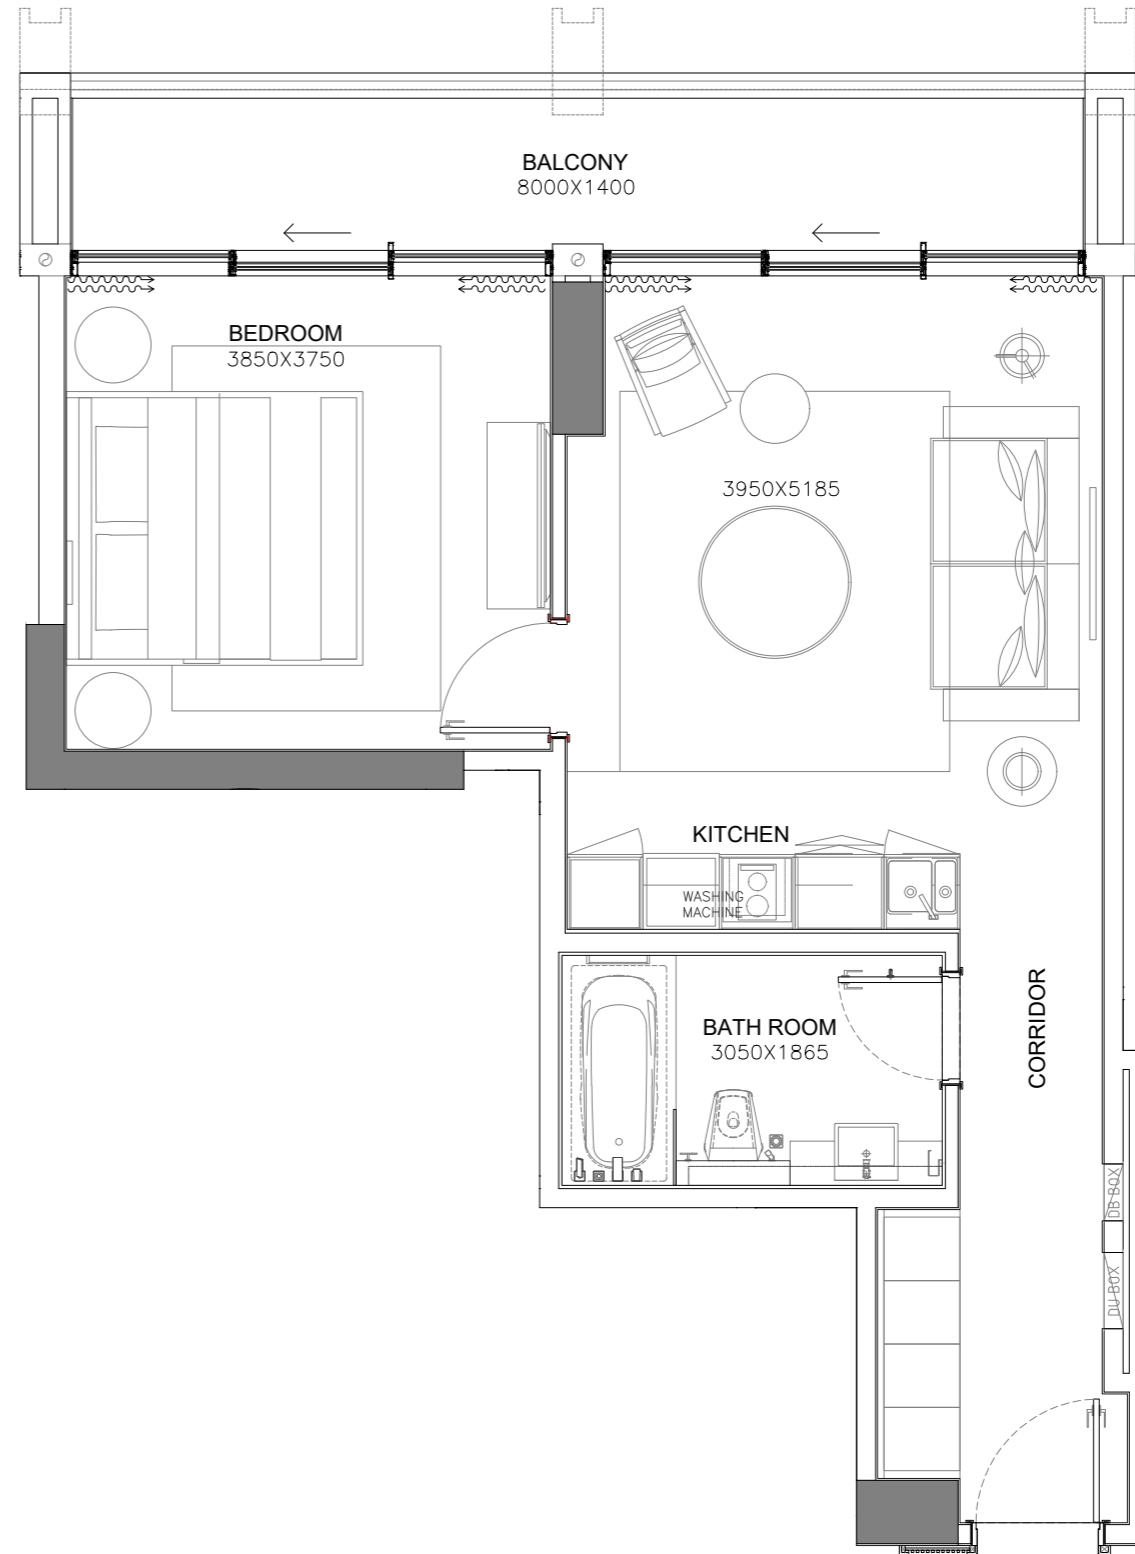 BALCONY
8000X1400
BEDROOM
3850X3750
3950X5185
KITCHEN
WASHING
MACHINE
BATH ROOM
3050X1865
CORRIDOR
DB BOX
DU BOX